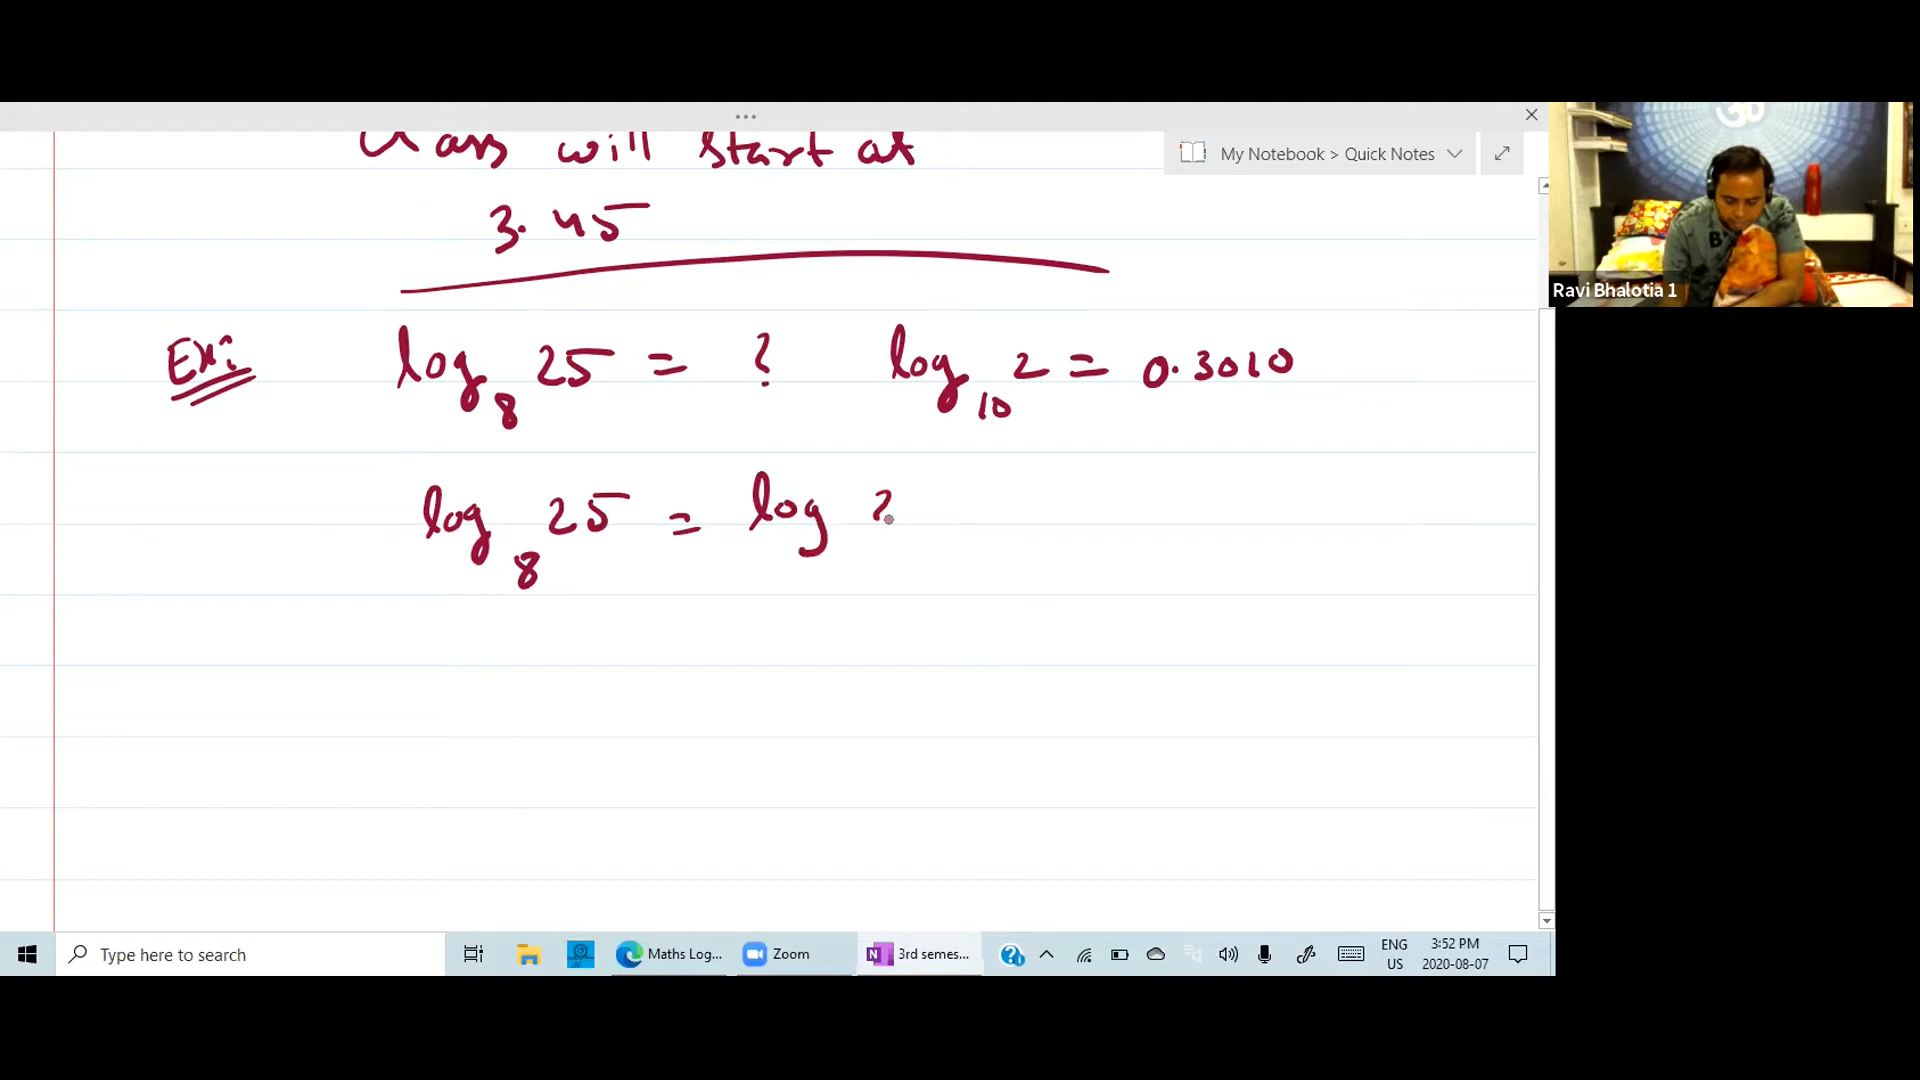 Class will start at
My Notebook > Quick Notes
3.45
Ravi Bhalotia 1
Ex:
log₈ 25 = ? log₁₀ 2 = 0.3010
log₈ 25 = log 2
Type here to search
Maths Log...
Zoom
3rd semes...
ENG
US
3:52 PM
2020-08-07